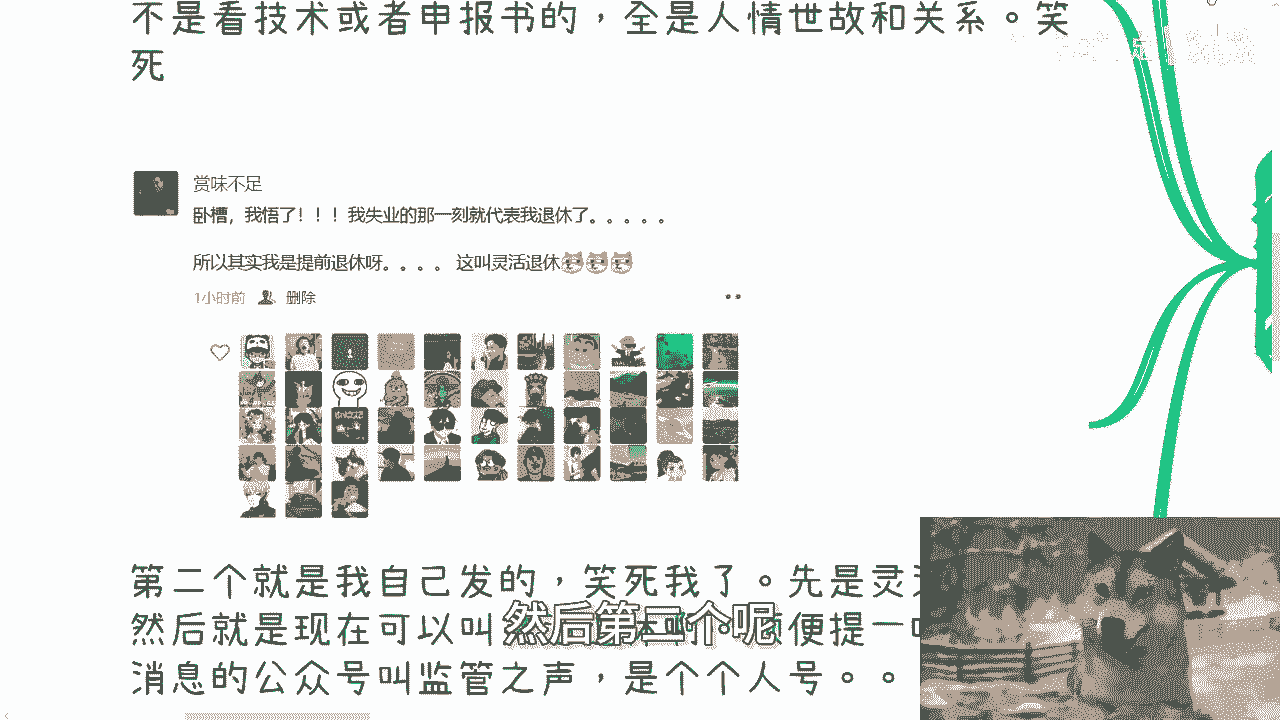 不是看技术或者申报书的，全是人情世故和关系。笑
死
赏味不足
卧槽，我悟了！！！我失业的那一刻就代表我退休了。。。。。
所以其实我是提前退休呀。。。。 这叫灵活退休
1小时前 删除
第二个就是我自己发的，笑死我了。先是灵
然后就是现在可以叫 便提一
然后第二个呢
消息的公众号叫监管之声，是个个人号。。